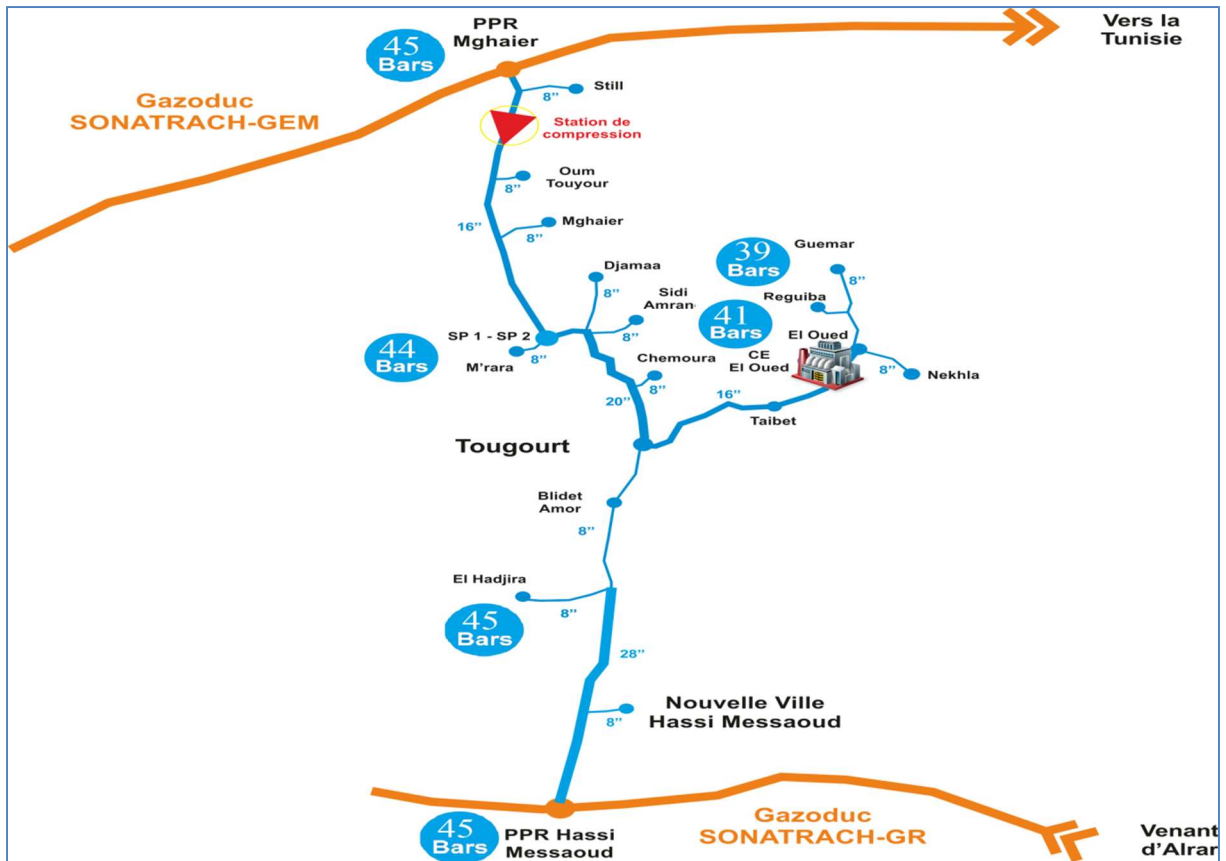 PPR
Mghaier
45
Bars
Vers la
Tunisie
Still
8”
Gazoduc
SONATRACH-GEM
Station de
compression
Oum
Touyour
8”
16”
Mghaier
8”
Guemar
39
Bars
8”
Djamaa
8”
Sidi
Amran
8”
Reguiba
41
Bars
El Oued
SP 1 - SP 2
44
Bars
M’rara
8”
Chemoura
8”
CE
El Oued
8”
Nekhla
20”
16”
Taibet
Tougourt
Blidet
Amor
8”
El Hadjira
8”
45
Bars
28”
Nouvelle Ville
Hassi Messaoud
8”
Gazoduc
SONATRACH-GR
45
Bars
PPR Hassi
Messaoud
Venant
d’Alrar